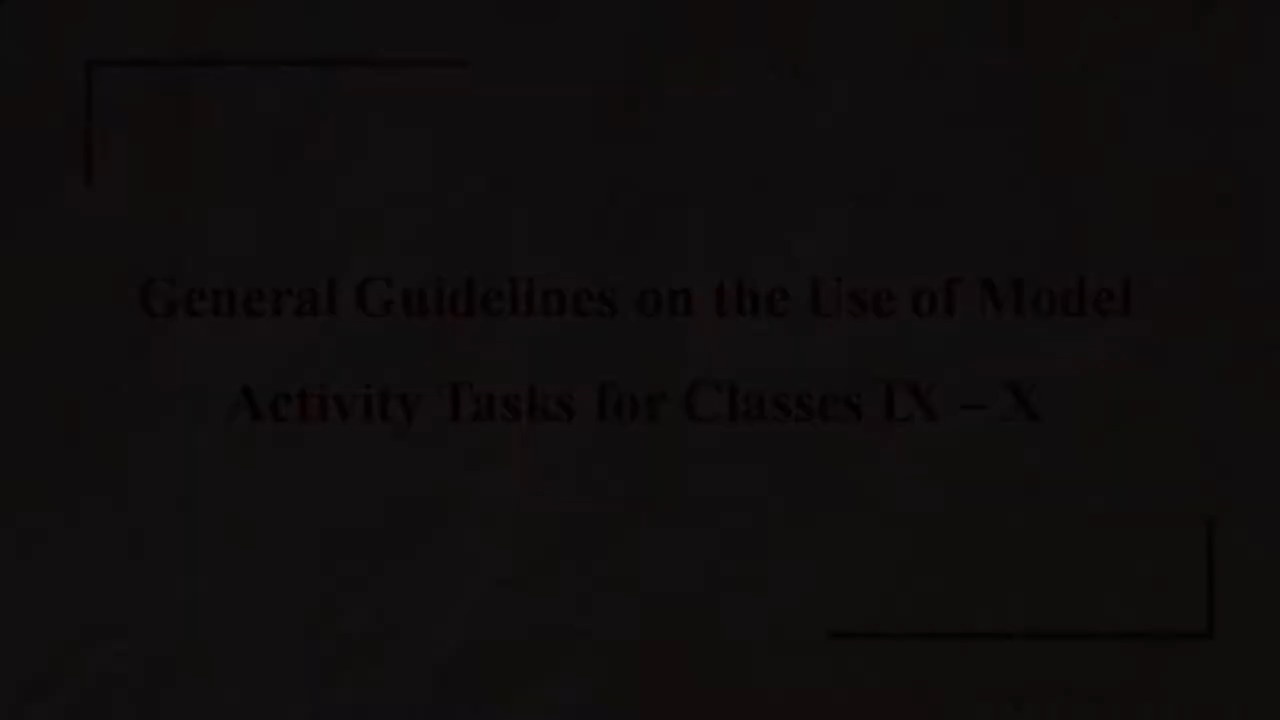 General Guidelines on the Use of Model
Activity Tasks for Classes IX – X